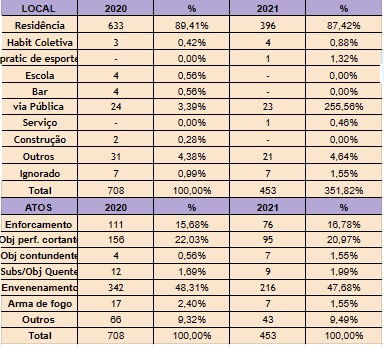 LOCAL 2020 % 2021 %
Residência 633 89,41% 396 87,42%
Habit Coletiva 3 0,42% 4 0,88%
pratic de esporte - 0,00% 1 1,32%
Escola 4 0,56% - 0,00%
Bar 4 0,56% - 0,00%
via Pública 24 3,39% 23 255,56%
Serviço - 0,00% 1 0,46%
Construção 2 0,28% - 0,00%
Outros 31 4,38% 21 4,64%
Ignorado 7 0,99% 7 1,55%
Total 708 100,00% 453 351,82%
ATOS 2020 % 2021 %
Enforcamento 111 15,68% 76 16,78%
Obj perf. cortant 156 22,03% 95 20,97%
Obj contundente 4 0,56% 7 1,55%
Subs/Obj Quente 12 1,69% 9 1,99%
Envenenamento 342 48,31% 216 47,68%
Arma de fogo 17 2,40% 7 1,55%
Outros 66 9,32% 43 9,49%
Total 708 100,00% 453 100,00%